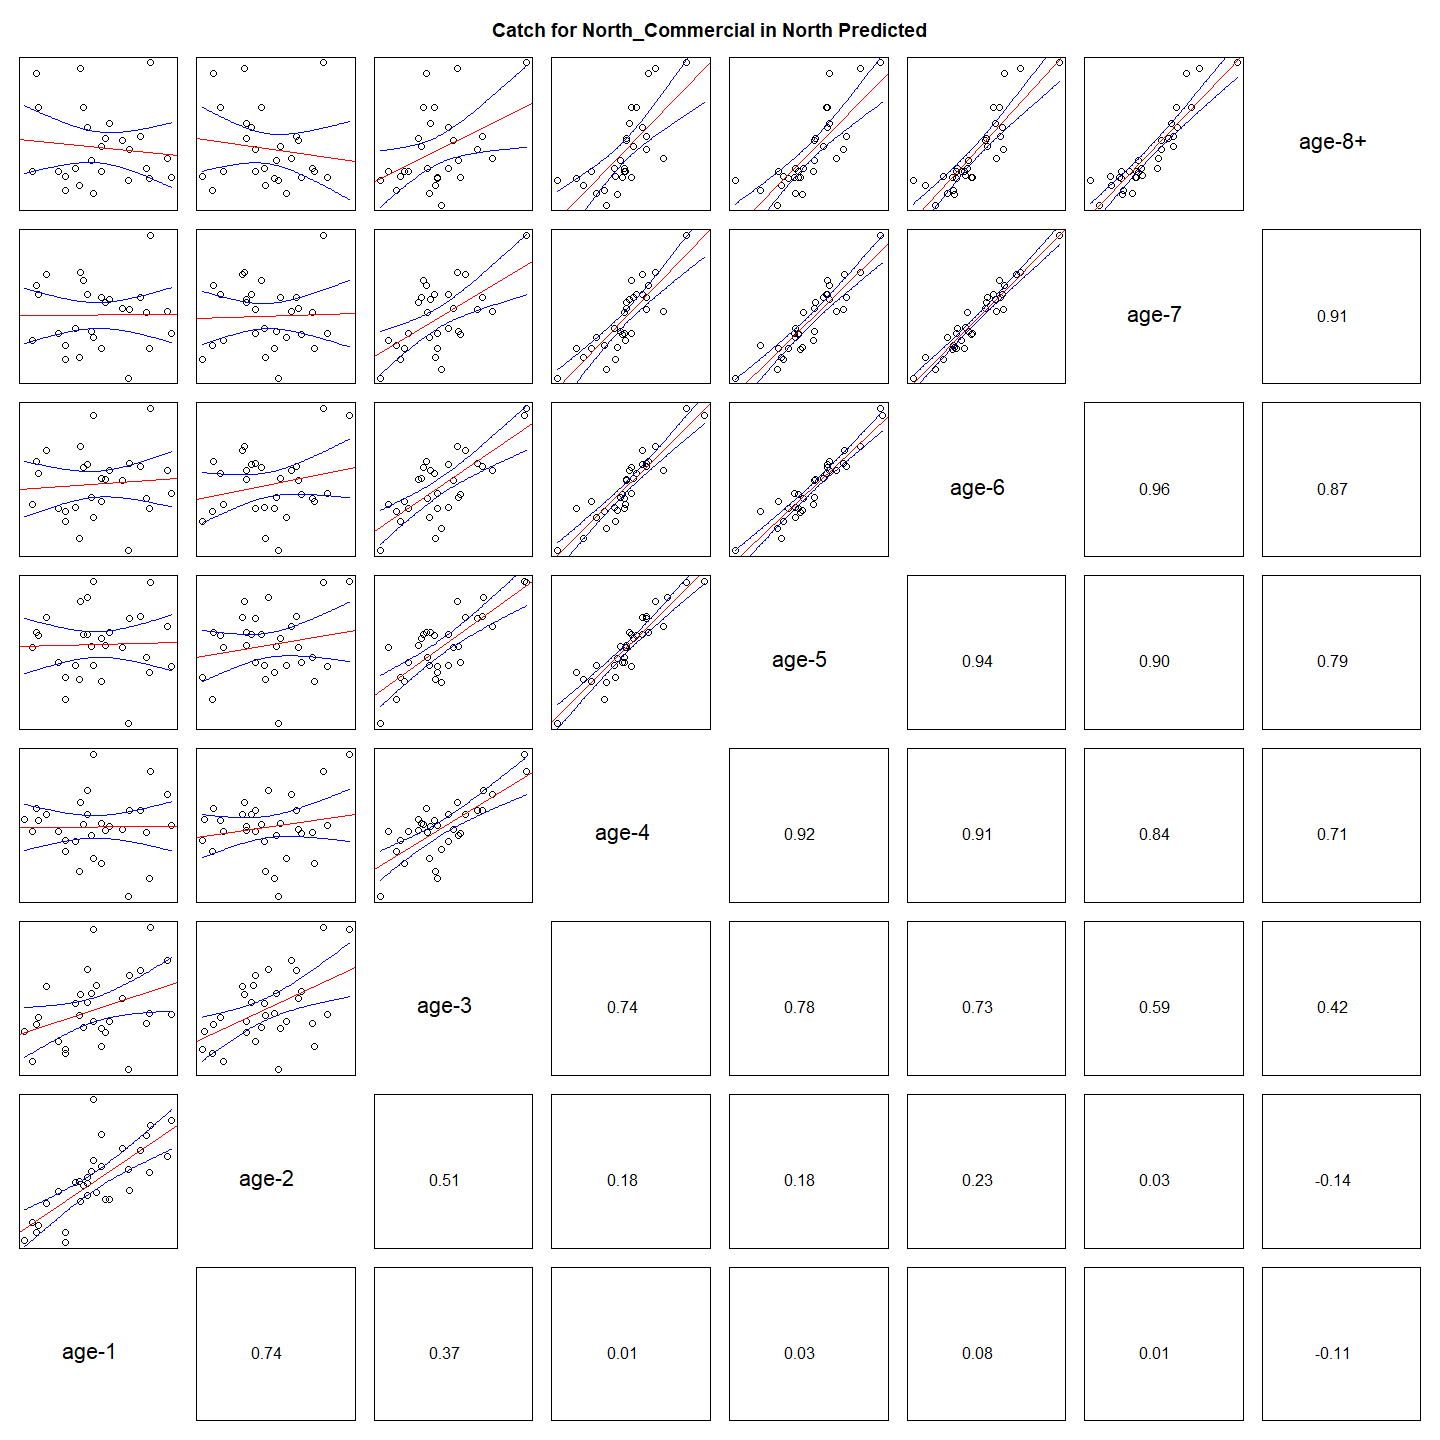 Catch for North_Commercial in North Predicted
age-8+
age-7 0.91
age-6 0.96 0.87
age-5 0.94 0.90 0.79
age-4 0.92 0.91 0.84 0.71
age-3 0.74 0.78 0.73 0.59 0.42
age-2 0.51 0.18 0.18 0.23 0.03 -0.14
age-1 0.74 0.37 0.01 0.03 0.08 0.01 -0.11